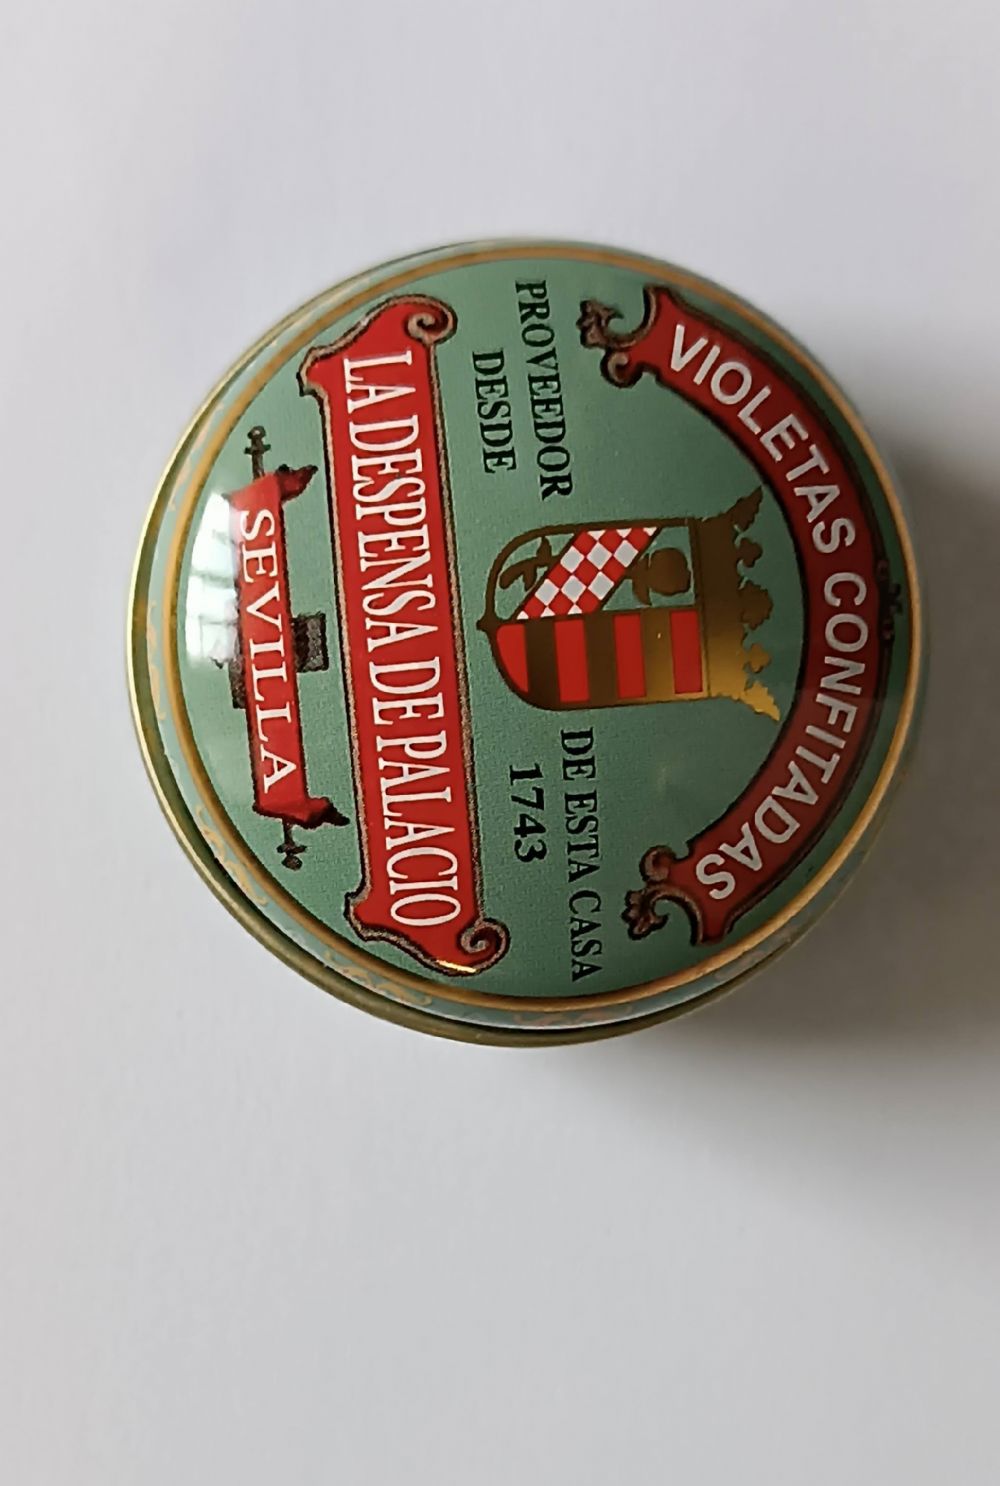 VIOLETAS CONFITADAS
PROVEEDOR DE ESTA CASA
DESDE 1743
LA DESPENSA DE PALACIO
SEVILLA